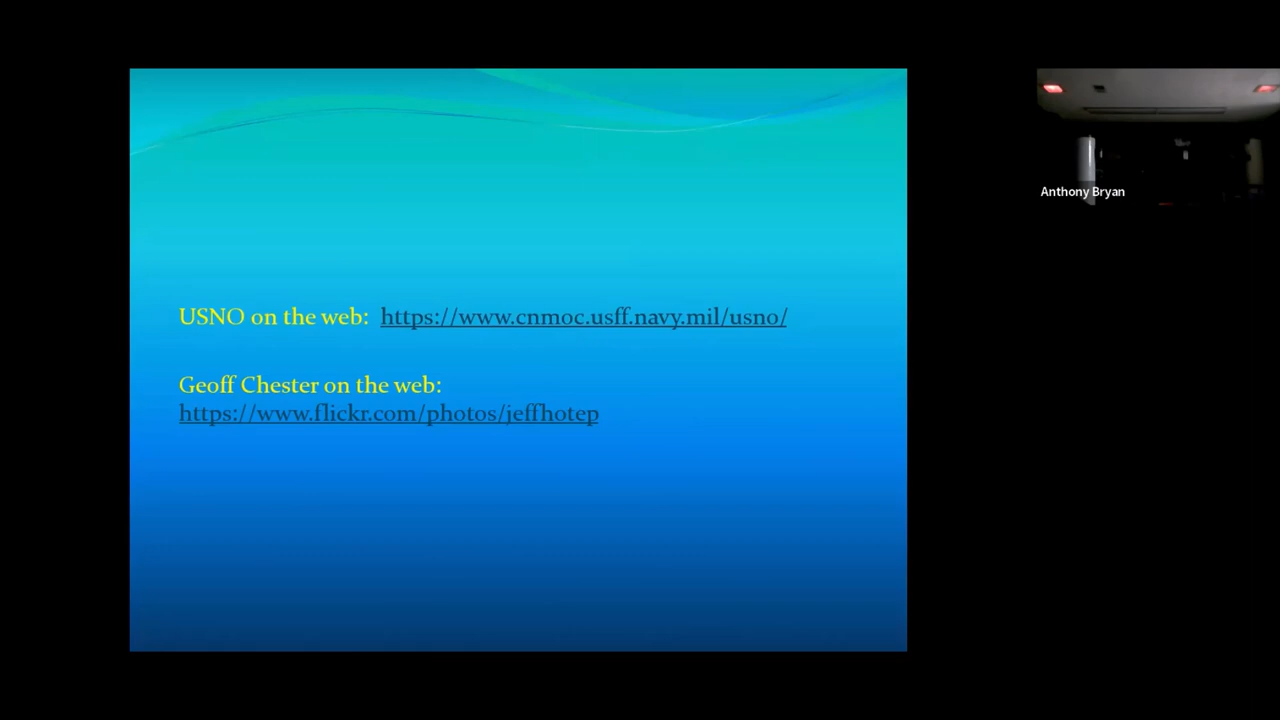 USNO on the web: https://www.cnmoc.usff.navy.mil/usno/
Geoff Chester on the web:
https://www.flickr.com/photos/jeffhotep
Anthony Bryan